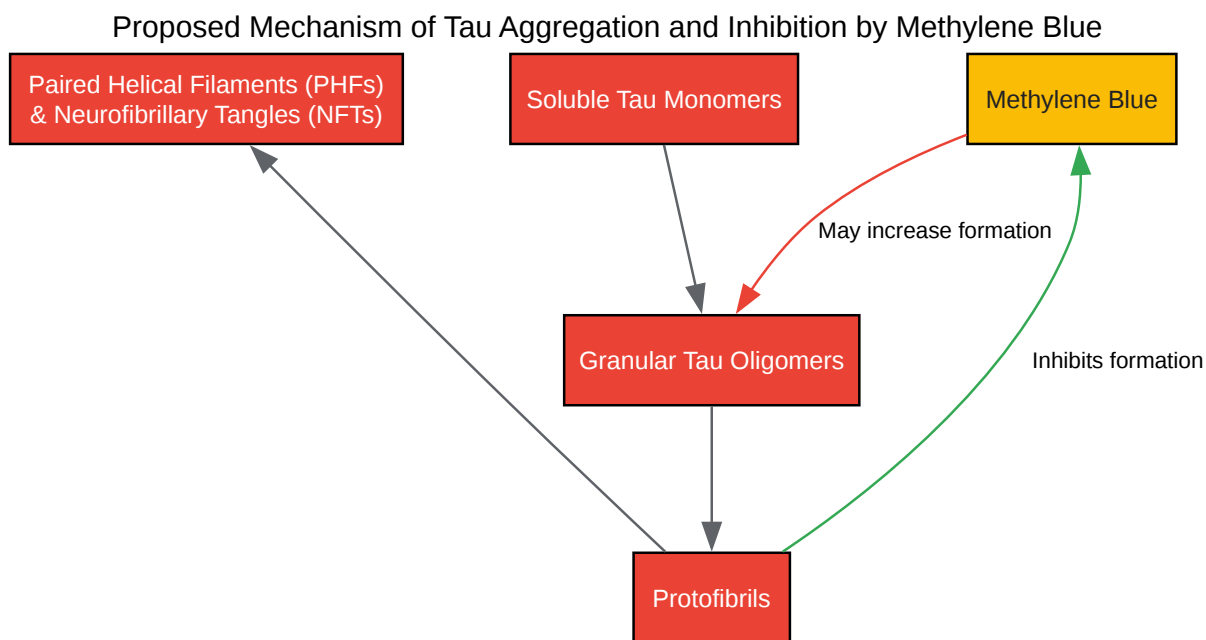 Proposed Mechanism of Tau Aggregation and Inhibition by Methylene Blue
Paired Helical Filaments (PHFs)
& Neurofibrillary Tangles (NFTs)
Soluble Tau Monomers
Methylene Blue
May increase formation
Granular Tau Oligomers
Inhibits formation
Protofibrils